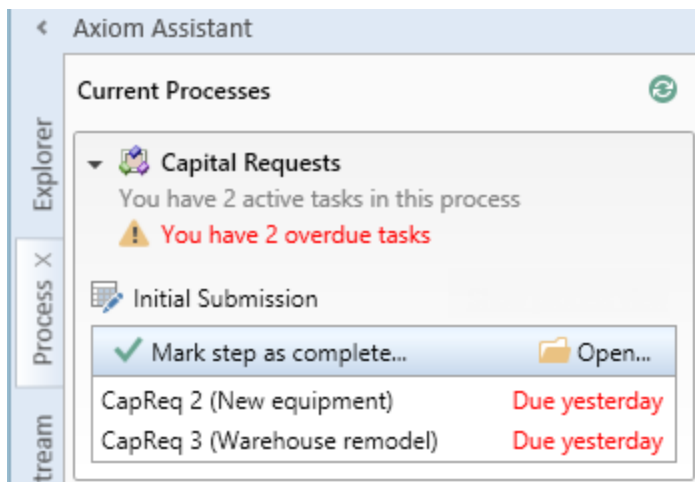 Axiom Assistant
Current Processes
Explorer
Capital Requests
You have 2 active tasks in this process
You have 2 overdue tasks
Process
Initial Submission
Mark step as complete... Open...
CapReq 2 (New equipment) Due yesterday
CapReq 3 (Warehouse remodel) Due yesterday
tream